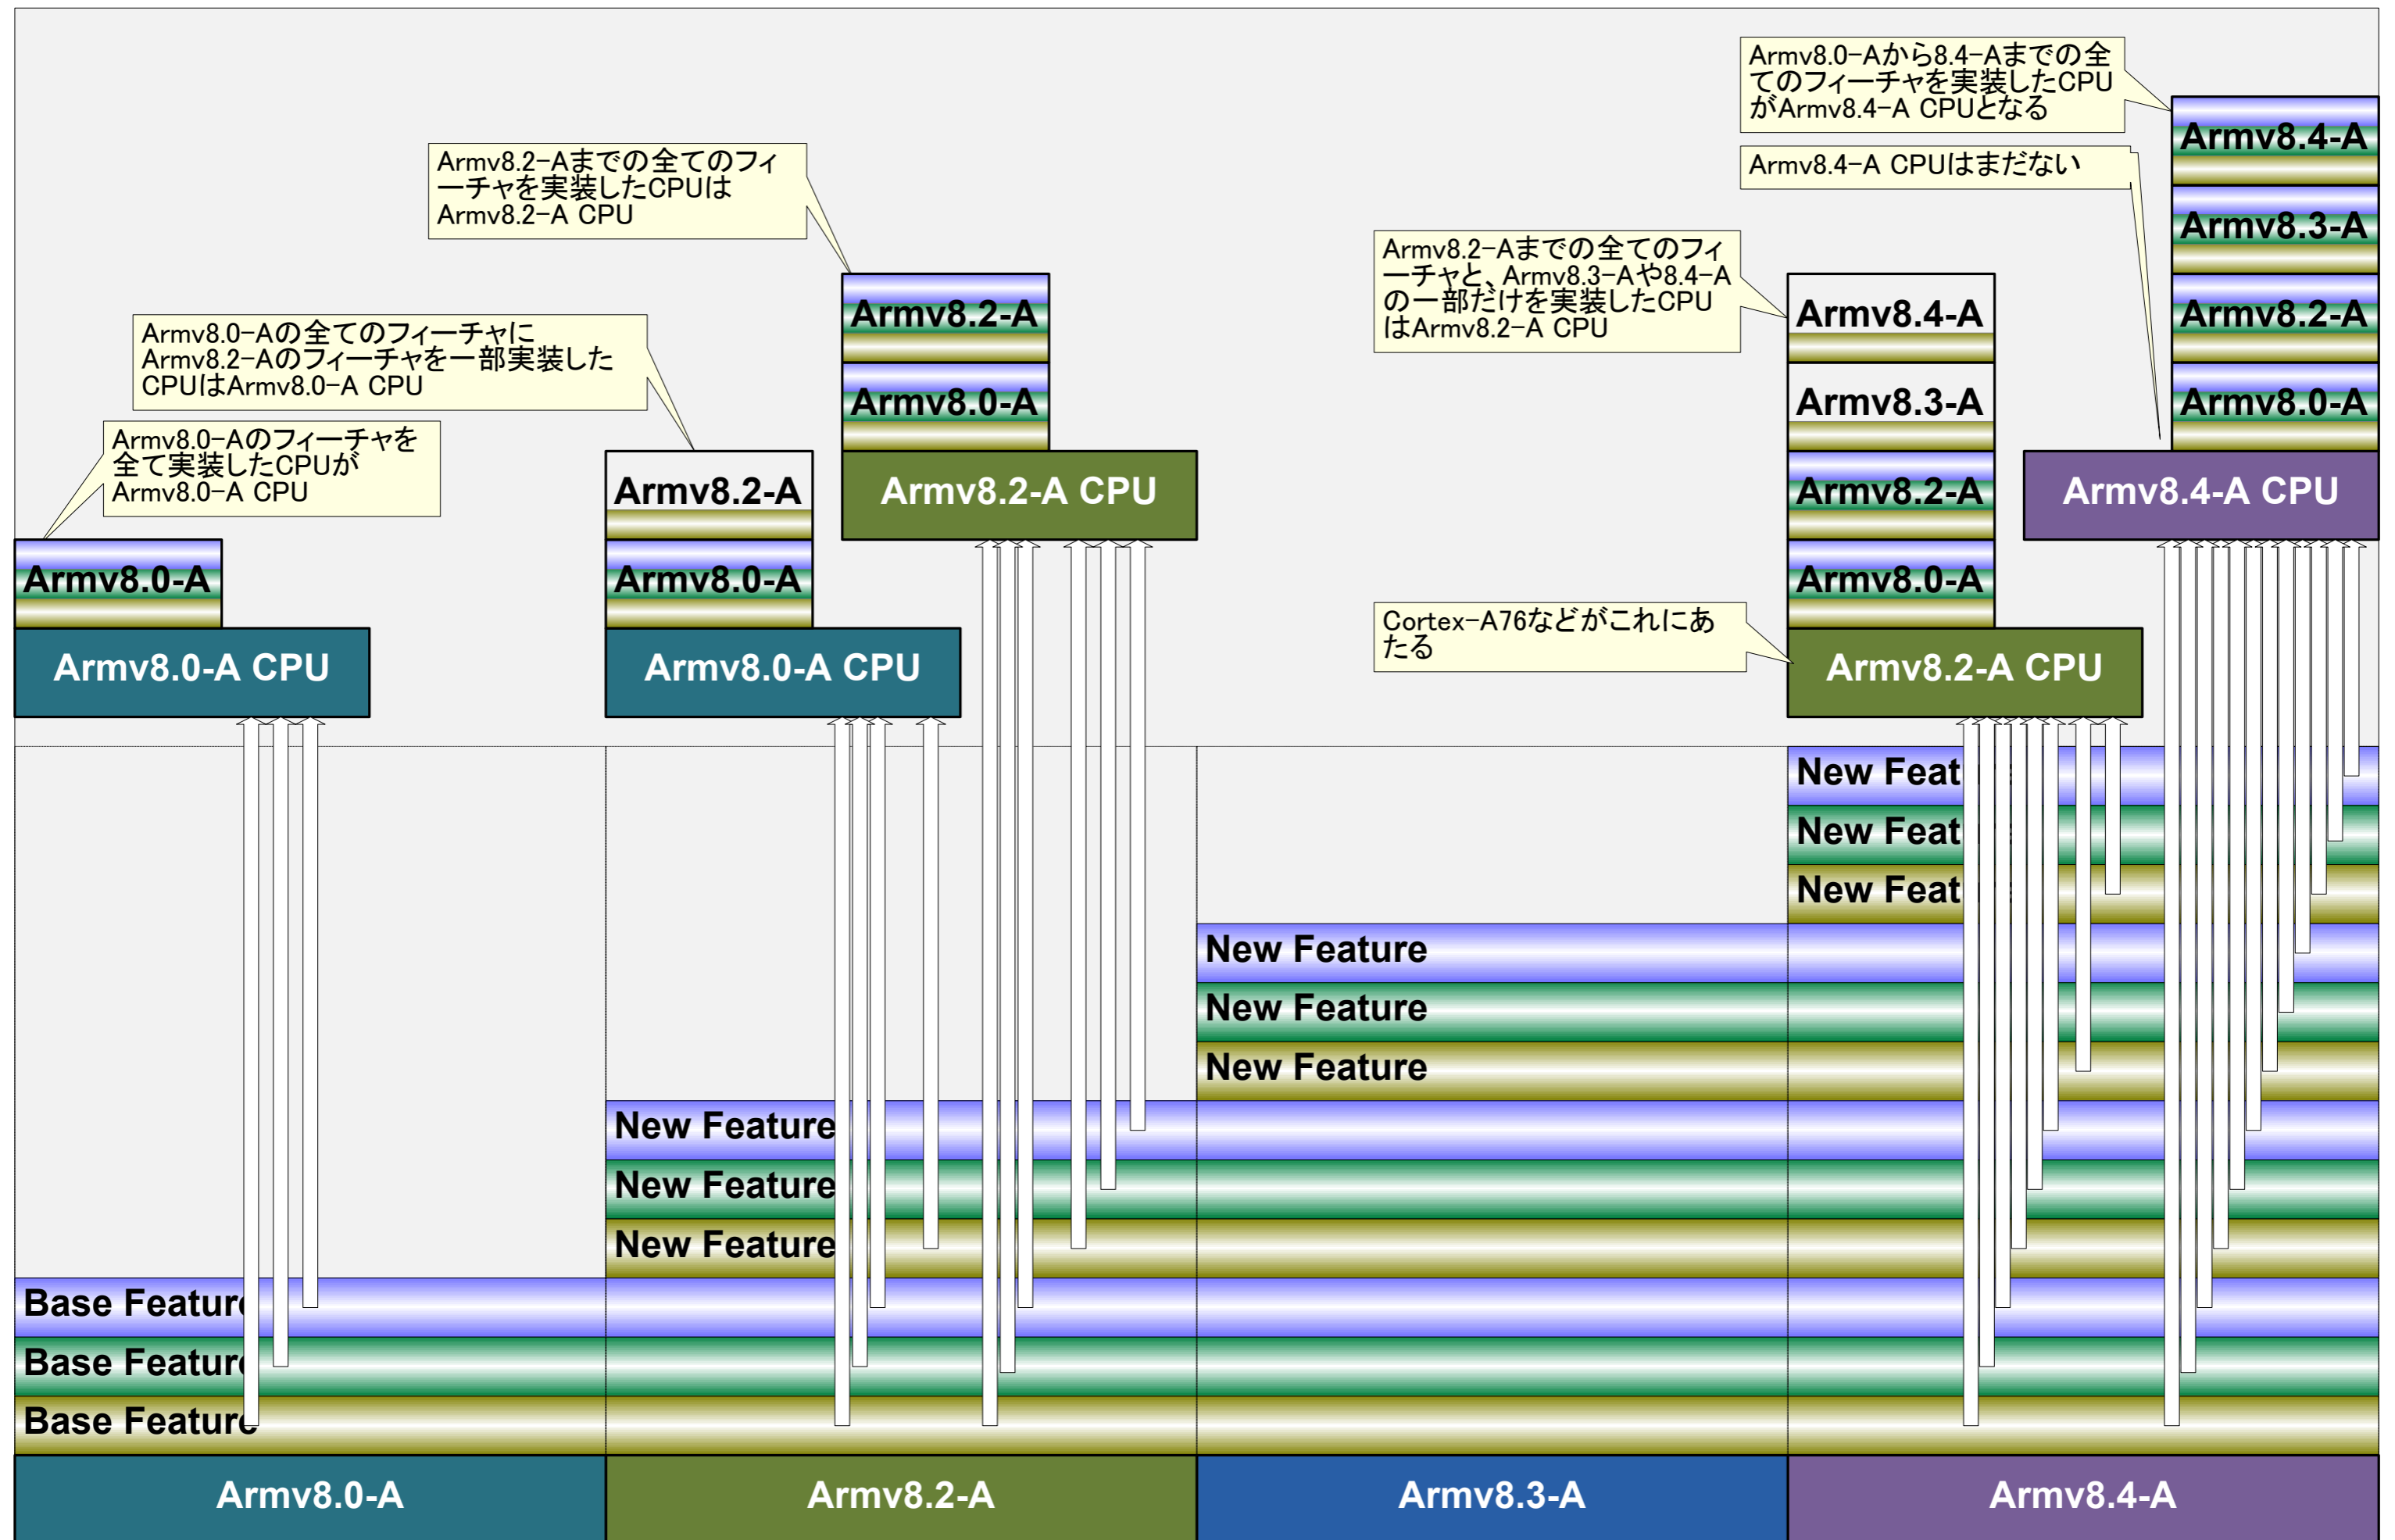 Armv8.0-Aから8.4-Aまでの全
てのフィーチャを実装したCPU
がArmv8.4-A CPUとなる
Armv8.4-A CPUはまだない
Armv8.4-A
Armv8.3-A
Armv8.2-A
Armv8.0-A
Armv8.4-A CPU
Armv8.2-Aまでの全てのフィ
ーチャを実装したCPUは
Armv8.2-A CPU
Armv8.2-A
Armv8.0-A
Armv8.2-A CPU
Armv8.2-Aまでの全てのフィ
ーチャと、Armv8.3-Aや8.4-A
の一部だけを実装したCPU
はArmv8.2-A CPU
Armv8.4-A
Armv8.3-A
Armv8.2-A
Armv8.0-A
Cortex-A76などがこれにあ
たる
Armv8.2-A CPU
Armv8.0-Aの全てのフィーチャに
Armv8.2-Aのフィーチャを一部実装した
CPUはArmv8.0-A CPU
Armv8.2-A
Armv8.0-A
Armv8.0-A CPU
Armv8.0-Aのフィーチャを
全て実装したCPUが
Armv8.0-A CPU
Armv8.0-A
Armv8.0-A CPU
New Feat
New Feat
New Feat
New Feature
New Feature
New Feature
New Feature
New Feature
New Feature
Base Feature
Base Feature
Base Feature
Armv8.0-A
Armv8.2-A
Armv8.3-A
Armv8.4-A